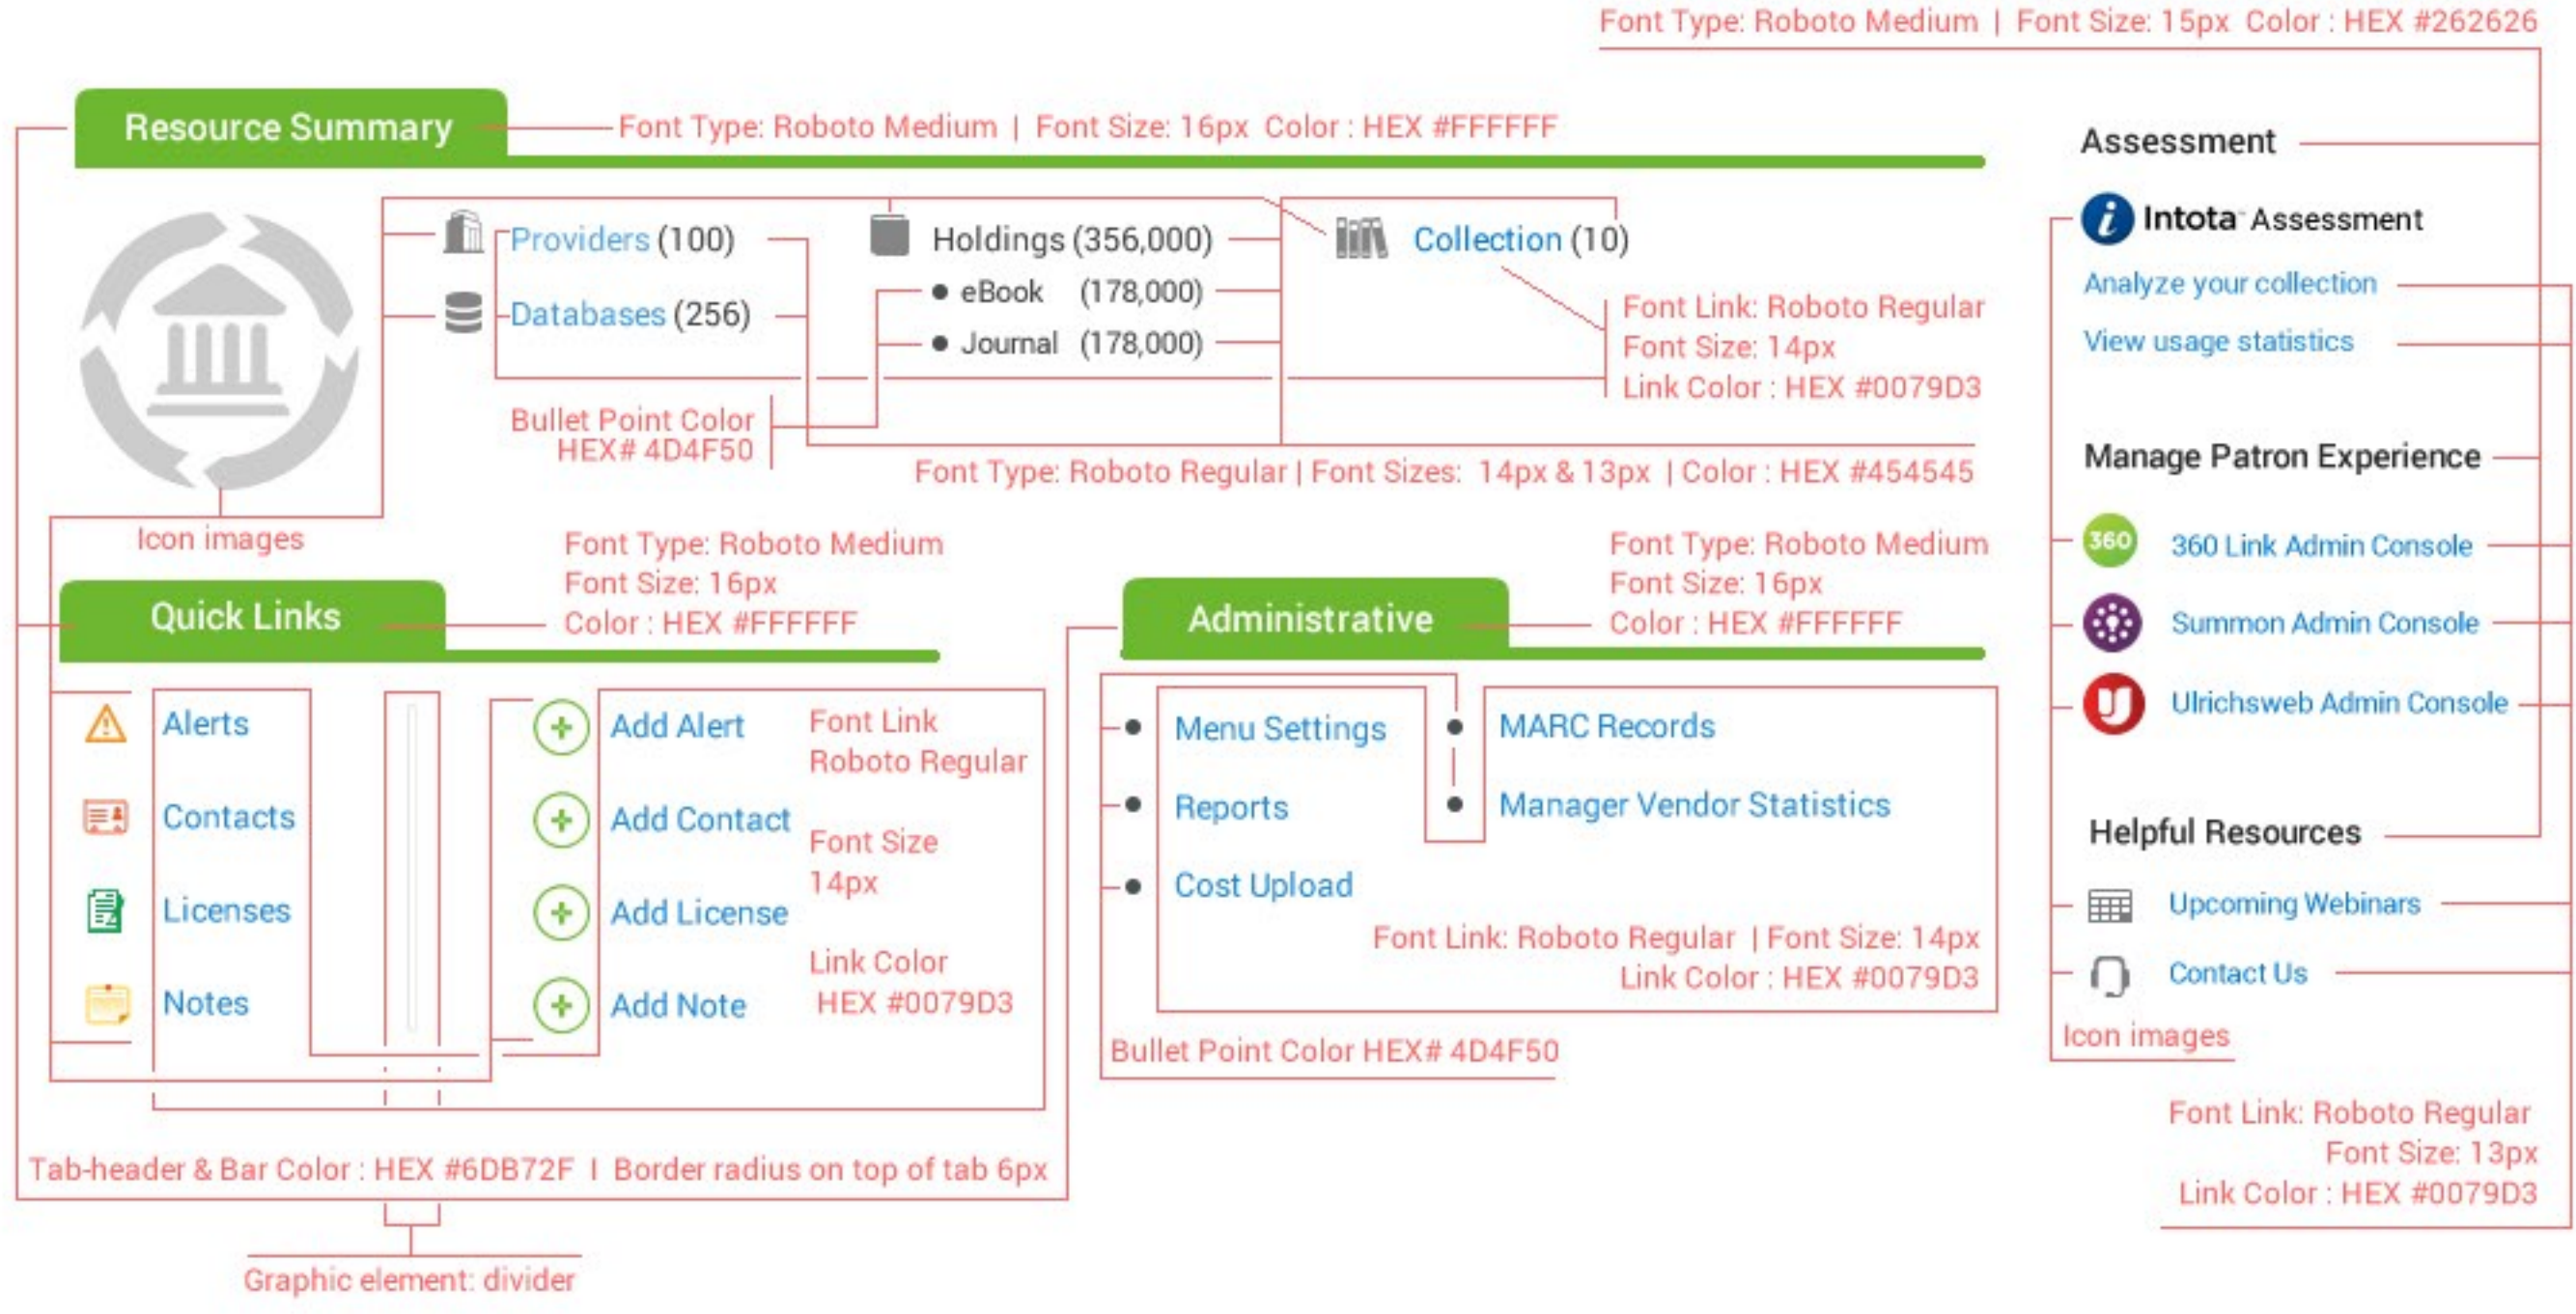 Font Type: Roboto Medium | Font Size: 15px Color : HEX #262626
Resource Summary
Font Type: Roboto Medium | Font Size: 16px Color : HEX #FFFFFF
Providers (100)
Databases (256)
Holdings (356,000)
• eBook (178,000)
• Journal (178,000)
Collection (10)
Font Link: Roboto Regular
Font Size: 14px
Link Color : HEX #0079D3
Bullet Point Color
HEX# 4D4F50
Font Type: Roboto Regular | Font Sizes: 14px & 13px | Color : HEX #454545
Icon images
Quick Links
Font Type: Roboto Medium
Font Size: 16px
Color : HEX #FFFFFF
Alerts
Contacts
Licenses
Notes
Add Alert
Add Contact
Add License
Add Note
Font Link
Roboto Regular
Font Size
14px
Link Color
HEX #0079D3
Tab-header & Bar Color : HEX #6DB72F I Border radius on top of tab 6px
Graphic element: divider
Administrative
Font Type: Roboto Medium
Font Size: 16px
Color : HEX #FFFFFF
• Menu Settings
• Reports
• Cost Upload
• MARC Records
• Manager Vendor Statistics
Font Link: Roboto Regular | Font Size: 14px
Link Color : HEX #0079D3
Bullet Point Color HEX# 4D4F50
Assessment
i Intota™ Assessment
Analyze your collection
View usage statistics
Manage Patron Experience
360 360 Link Admin Console
Summon Admin Console
Ulrichsweb Admin Console
Helpful Resources
Upcoming Webinars
Contact Us
Icon images
Font Link: Roboto Regular
Font Size: 13px
Link Color : HEX #0079D3